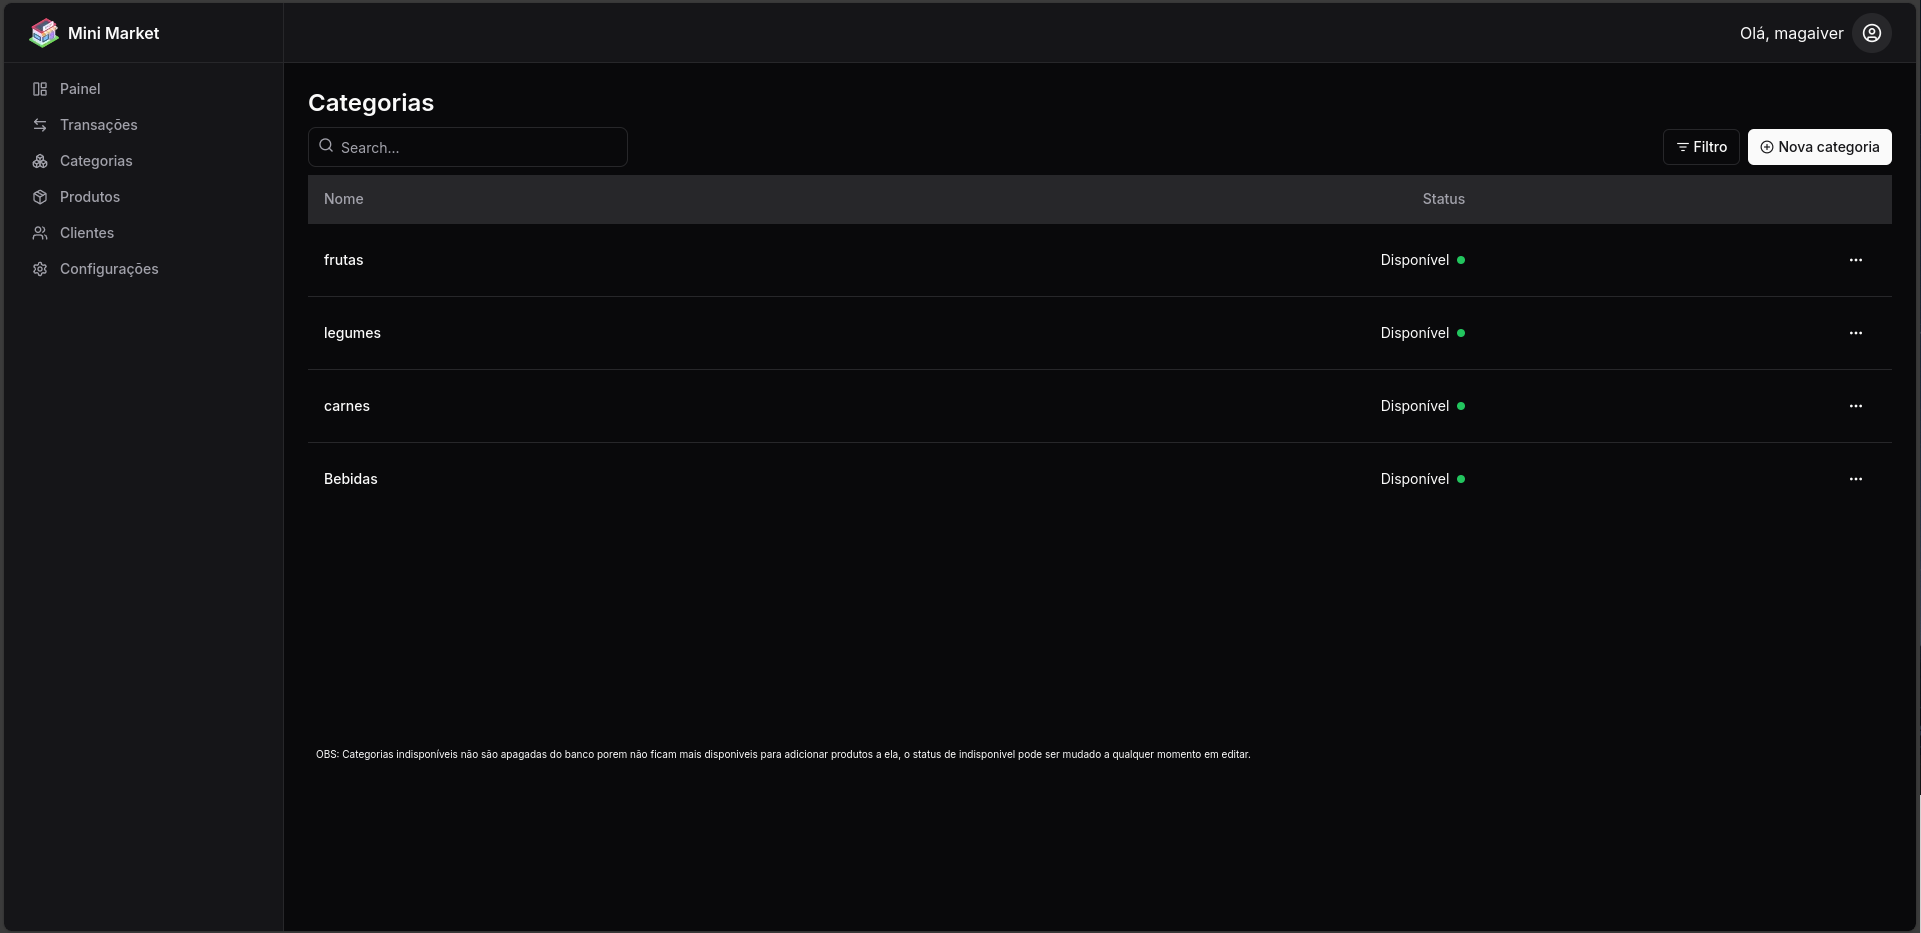 Mini Market
Olá, magaiver
Painel
Transações
Categorias
Produtos
Clientes
Configurações
Categorias
Search...
Filtro
Nova categoria
Nome
Status
frutas
Disponível
legumes
Disponível
carnes
Disponível
Bebidas
Disponível
OBS: Categorias indisponíveis não são apagadas do banco porem não ficam mais disponiveis para adicionar produtos a ela, o status de indisponivel pode ser mudado a qualquer momento em editar.